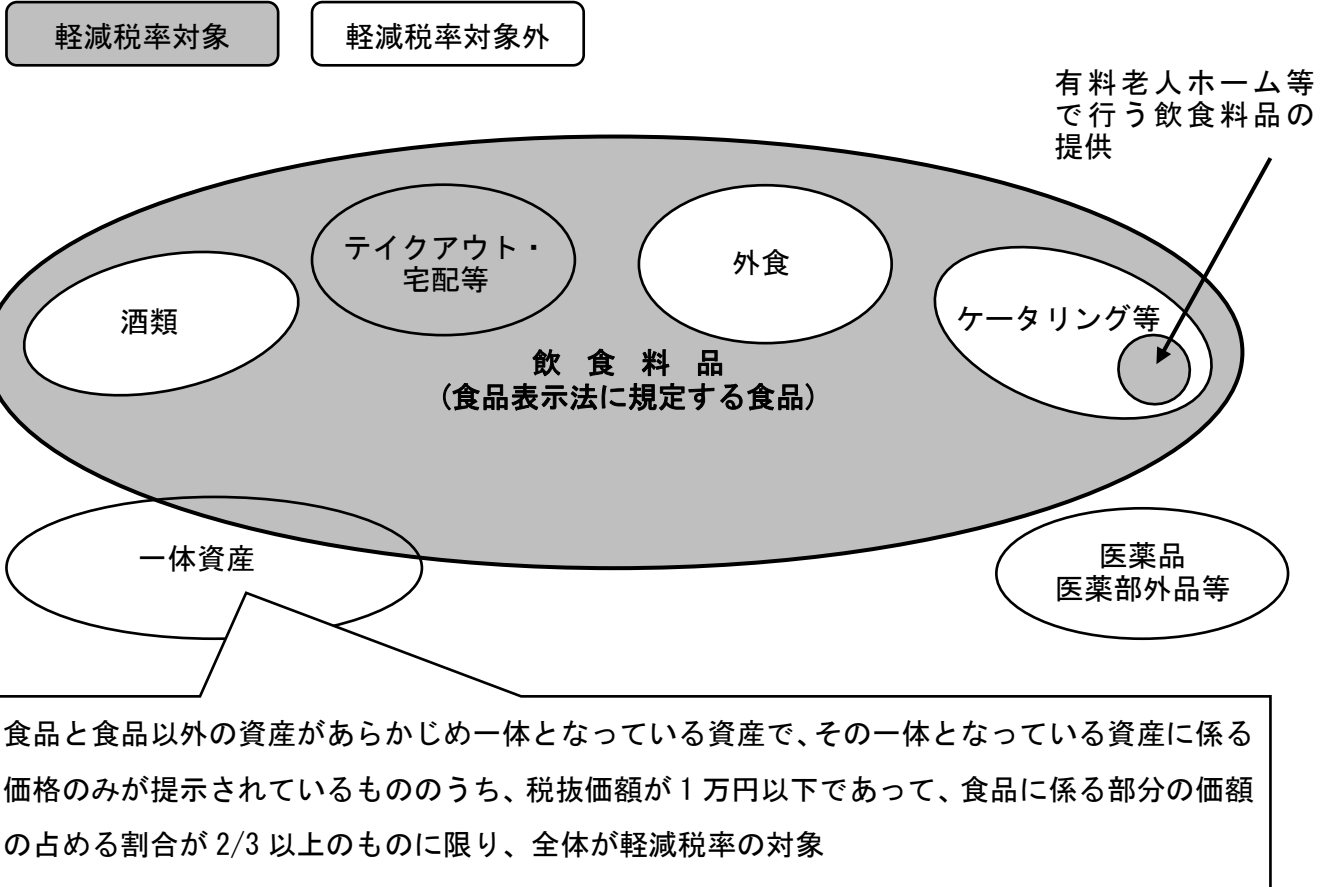 軽減税率対象
軽減税率対象外
有料老人ホーム等
で行う飲食料品の
提供
テイクアウト・
宅配等
外食
酒類
ケータリング等
飲食料品
(食品表示法に規定する食品)
一体資産
医薬品
医薬部外品等
食品と食品以外の資産があらかじめ一体となっている資産で、その一体となっている資産に係る
価格のみが提示されているもののうち、税抜価額が1万円以下であって、食品に係る部分の価額
の占める割合が2/3以上のものに限り、全体が軽減税率の対象